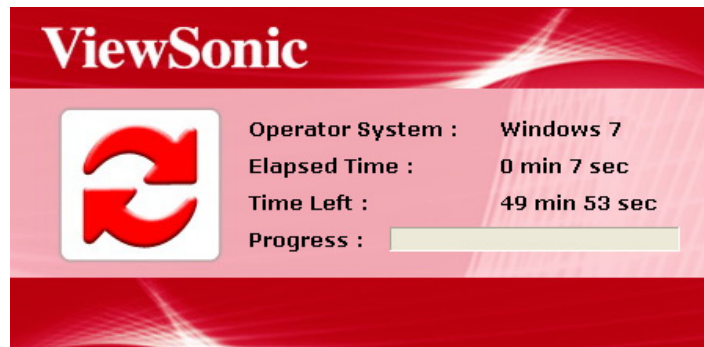 ViewSonic
Operator System : Windows 7
Elapsed Time : 0 min 7 sec
Time Left : 49 min 53 sec
Progress :